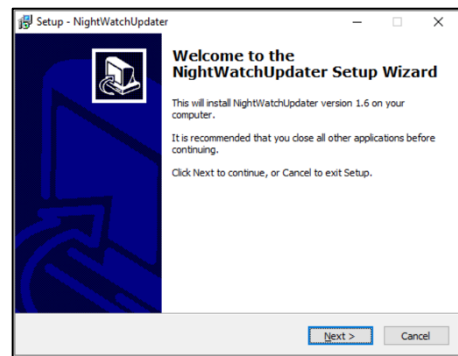 Setup - NightWatchUpdater
Welcome to the
NightWatchUpdater Setup Wizard
This will install NightWatchUpdater version 1.6 on your
computer.
It is recommended that you close all other applications before
continuing.
Click Next to continue, or Cancel to exit Setup.
Next >
Cancel